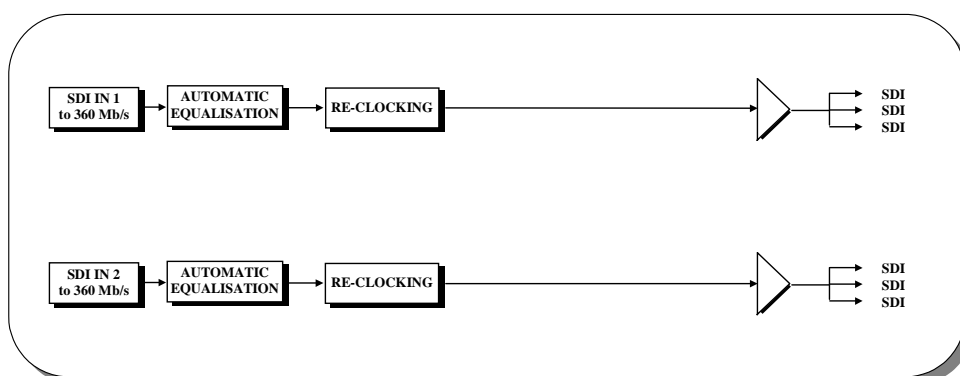 SDI IN 1
to 360 Mb/s
AUTOMATIC
EQUALISATION
RE-CLOCKING
SDI
SDI
SDI
SDI IN 2
to 360 Mb/s
AUTOMATIC
EQUALISATION
RE-CLOCKING
SDI
SDI
SDI